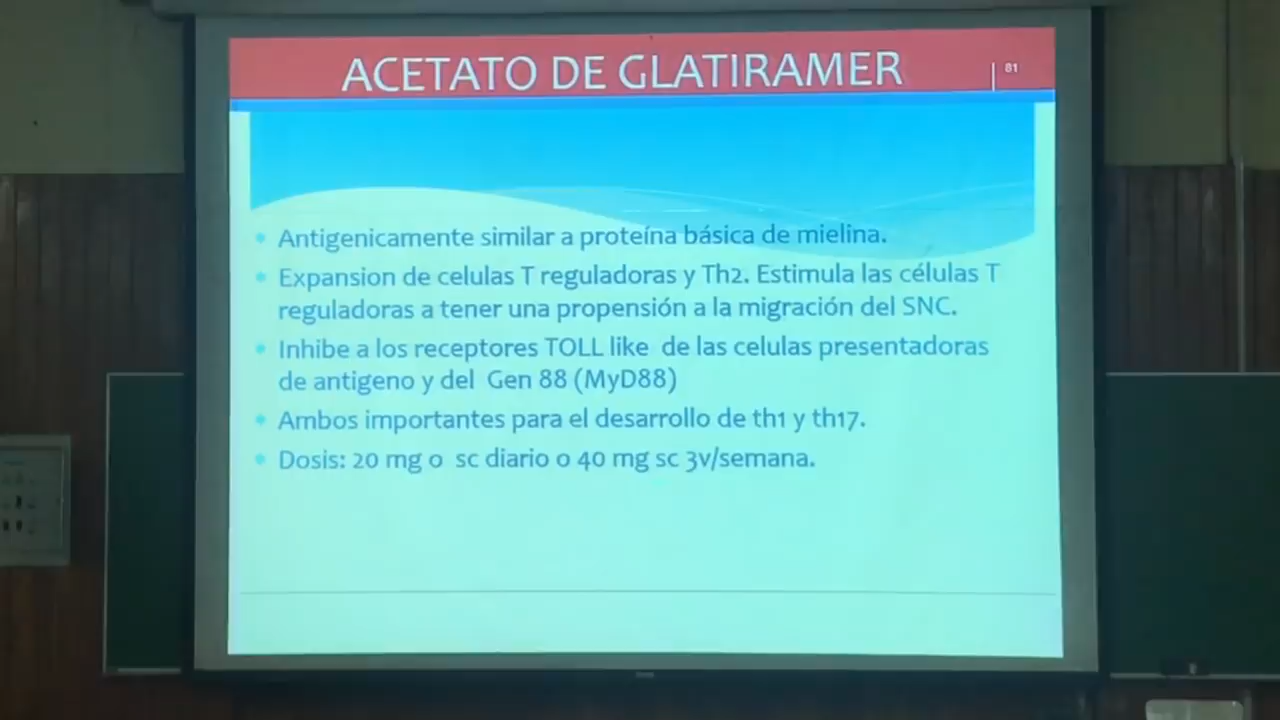 ACETATO DE GLATIRAMER
81
Antigenicamente similar a proteína básica de mielina.
Expansion de celulas T reguladoras y Th2. Estimula las células T
reguladoras a tener una propensión a la migración del SNC.
Inhibe a los receptores TOLL like de las celulas presentadoras
de antigeno y del Gen 88 (MyD88)
Ambos importantes para el desarrollo de th1 y th17.
Dosis: 20 mg o sc diario o 40 mg sc 3v/semana.